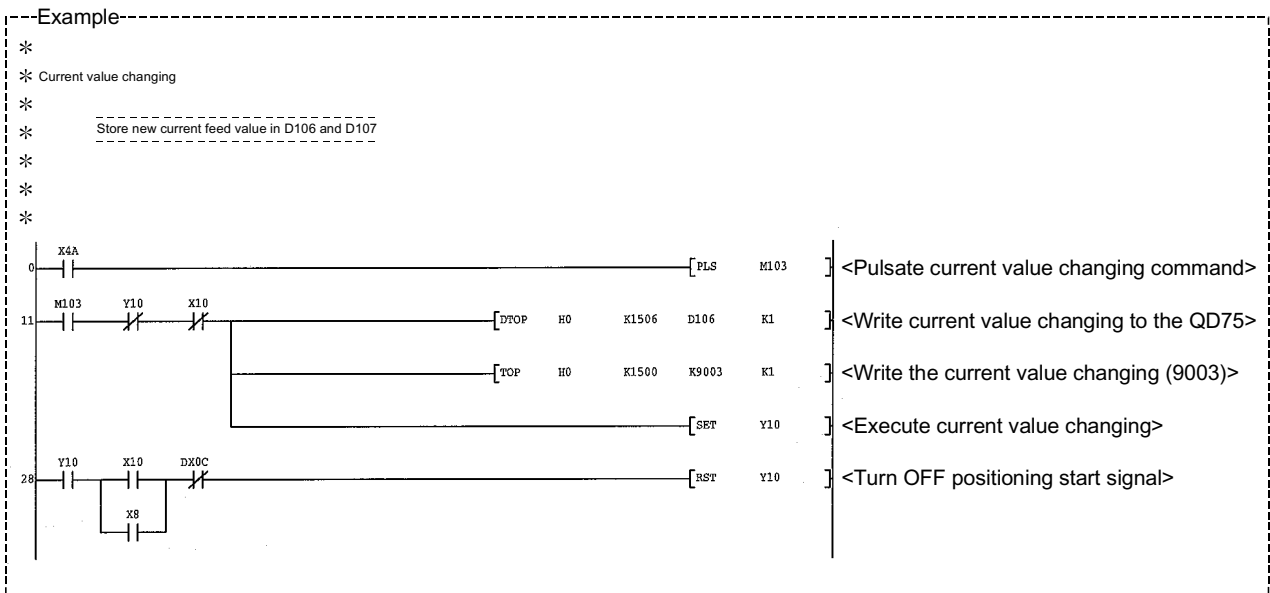 Example
*
* Current value changing
*
* Store new current feed value in D106 and D107
*
*
*
X4A
0 [PLS M103 ] <Pulsate current value changing command>
M103 Y10 X10
11 [DTOP H0 K1506 D106 K1 ] <Write current value changing to the QD75>
[TOP H0 K1500 K9003 K1 ] <Write the current value changing (9003)>
[SET Y10 ] <Execute current value changing>
Y10 X10 DX0C
28 [RST Y10 ] <Turn OFF positioning start signal>
X8